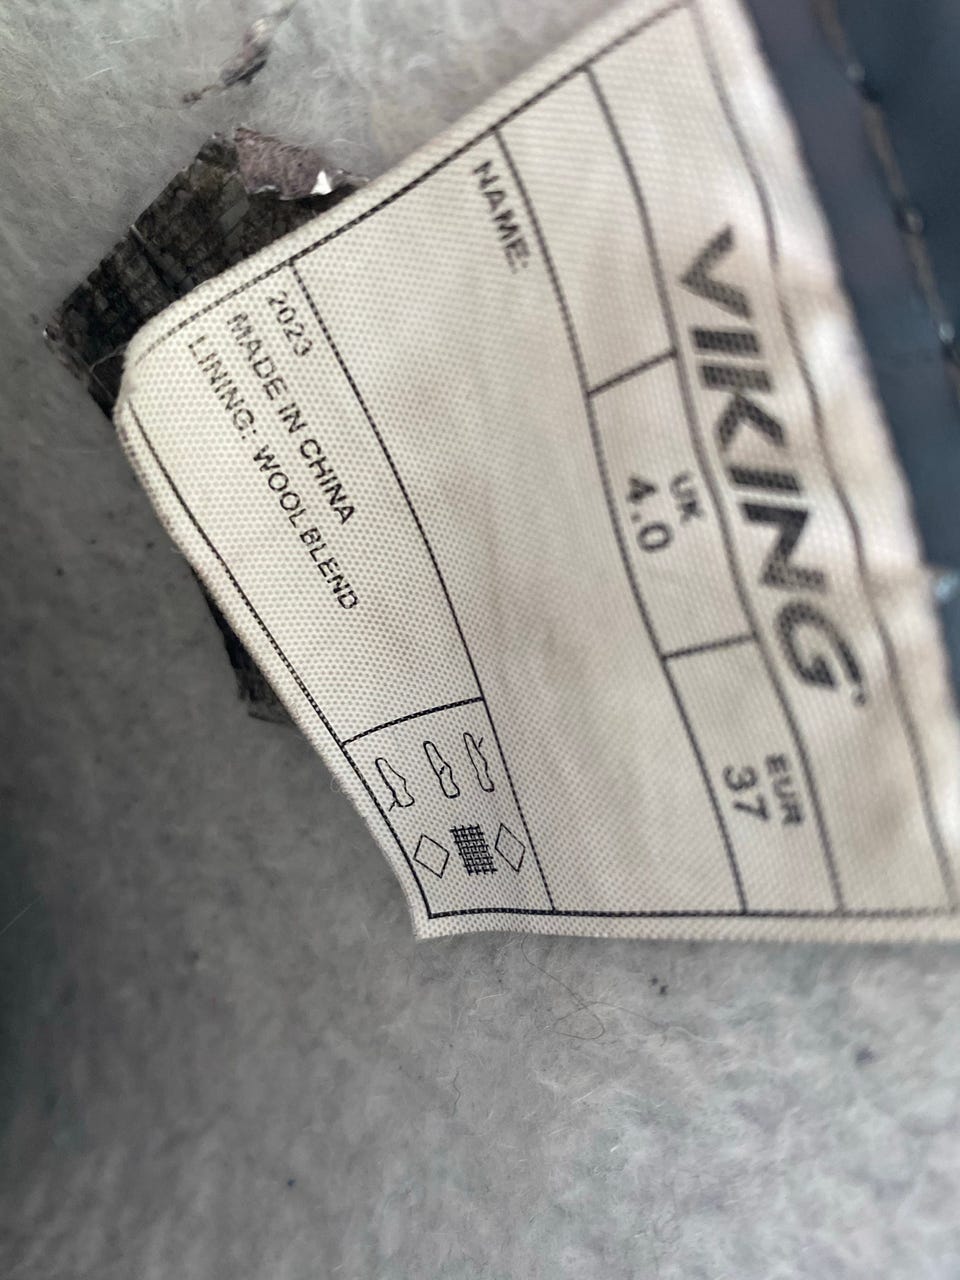 VIKING
UK
4.0
EUR
37
NAME:
2023
MADE IN CHINA
LINING: WOOL BLEND